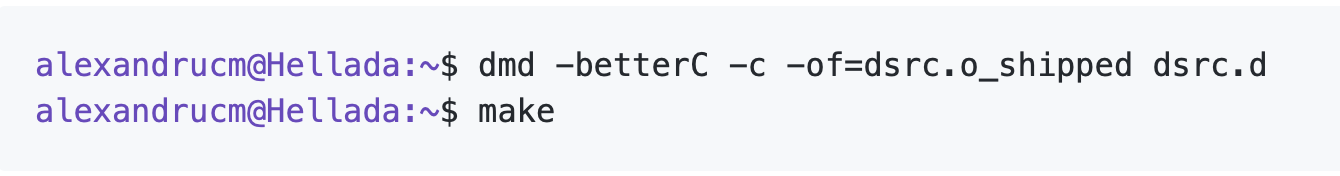 alexandrucm@Hellada:~$ dmd -betterC -c -of=dsrc.o_shipped dsrc.d
alexandrucm@Hellada:~$ make